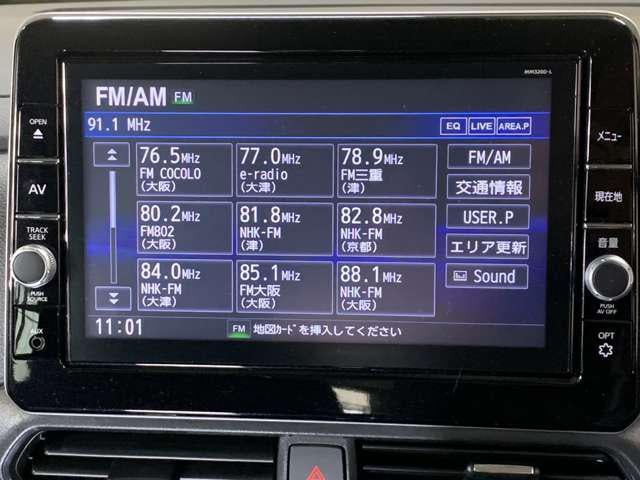 MM320D-L
FM/AM FM
91.1 MHz
EQ LIVE AREA.P
76.5MHz
FM COCOLO
(大阪)
77.0MHz
e-radio
(大津)
78.9MHz
FM三重
(津)
80.2MHz
FM802
(大阪)
81.8MHz
NHK-FM
(津)
82.8MHz
NHK-FM
(京都)
84.0MHz
NHK-FM
(大津)
85.1MHz
FM大阪
(大阪)
88.1MHz
NHK-FM
(大阪)
FM/AM
交通情報
USER.P
エリア更新
Sound
11:01
FM 地図ｶｰﾄﾞを挿入してください
OPEN
AV
TRACK
SEEK
PUSH
SOURCE
AUX
メニュー
現在地
音量
PUSH
AV OFF
OPT